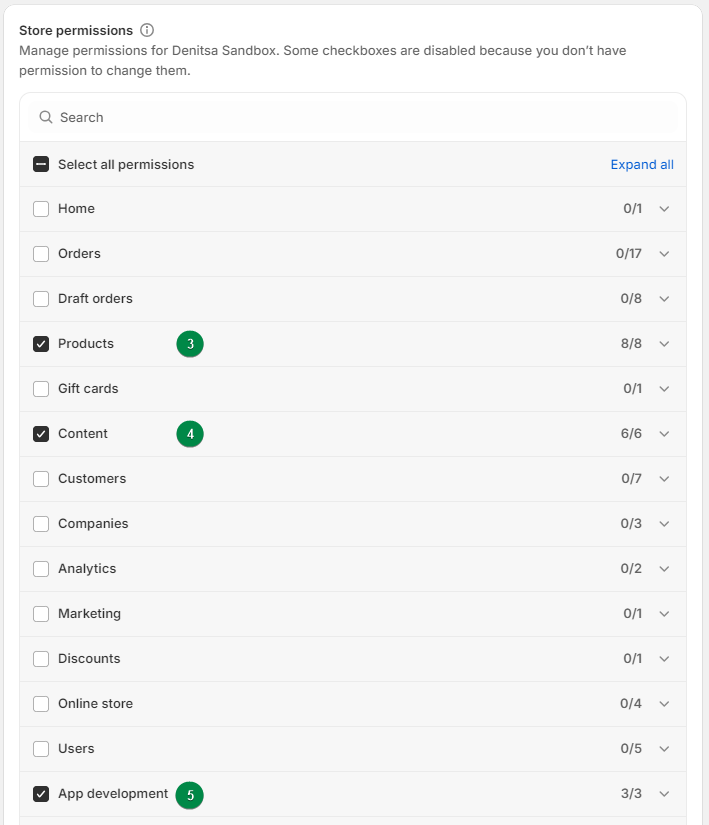 Store permissions
Manage permissions for Denitsa Sandbox. Some checkboxes are disabled because you don’t have
permission to change them.
Search
Select all permissions Expand all
Home 0/1
Orders 0/17
Draft orders 0/8
Products 3 8/8
Gift cards 0/1
Content 4 6/6
Customers 0/7
Companies 0/3
Analytics 0/2
Marketing 0/1
Discounts 0/1
Online store 0/4
Users 0/5
App development 5 3/3